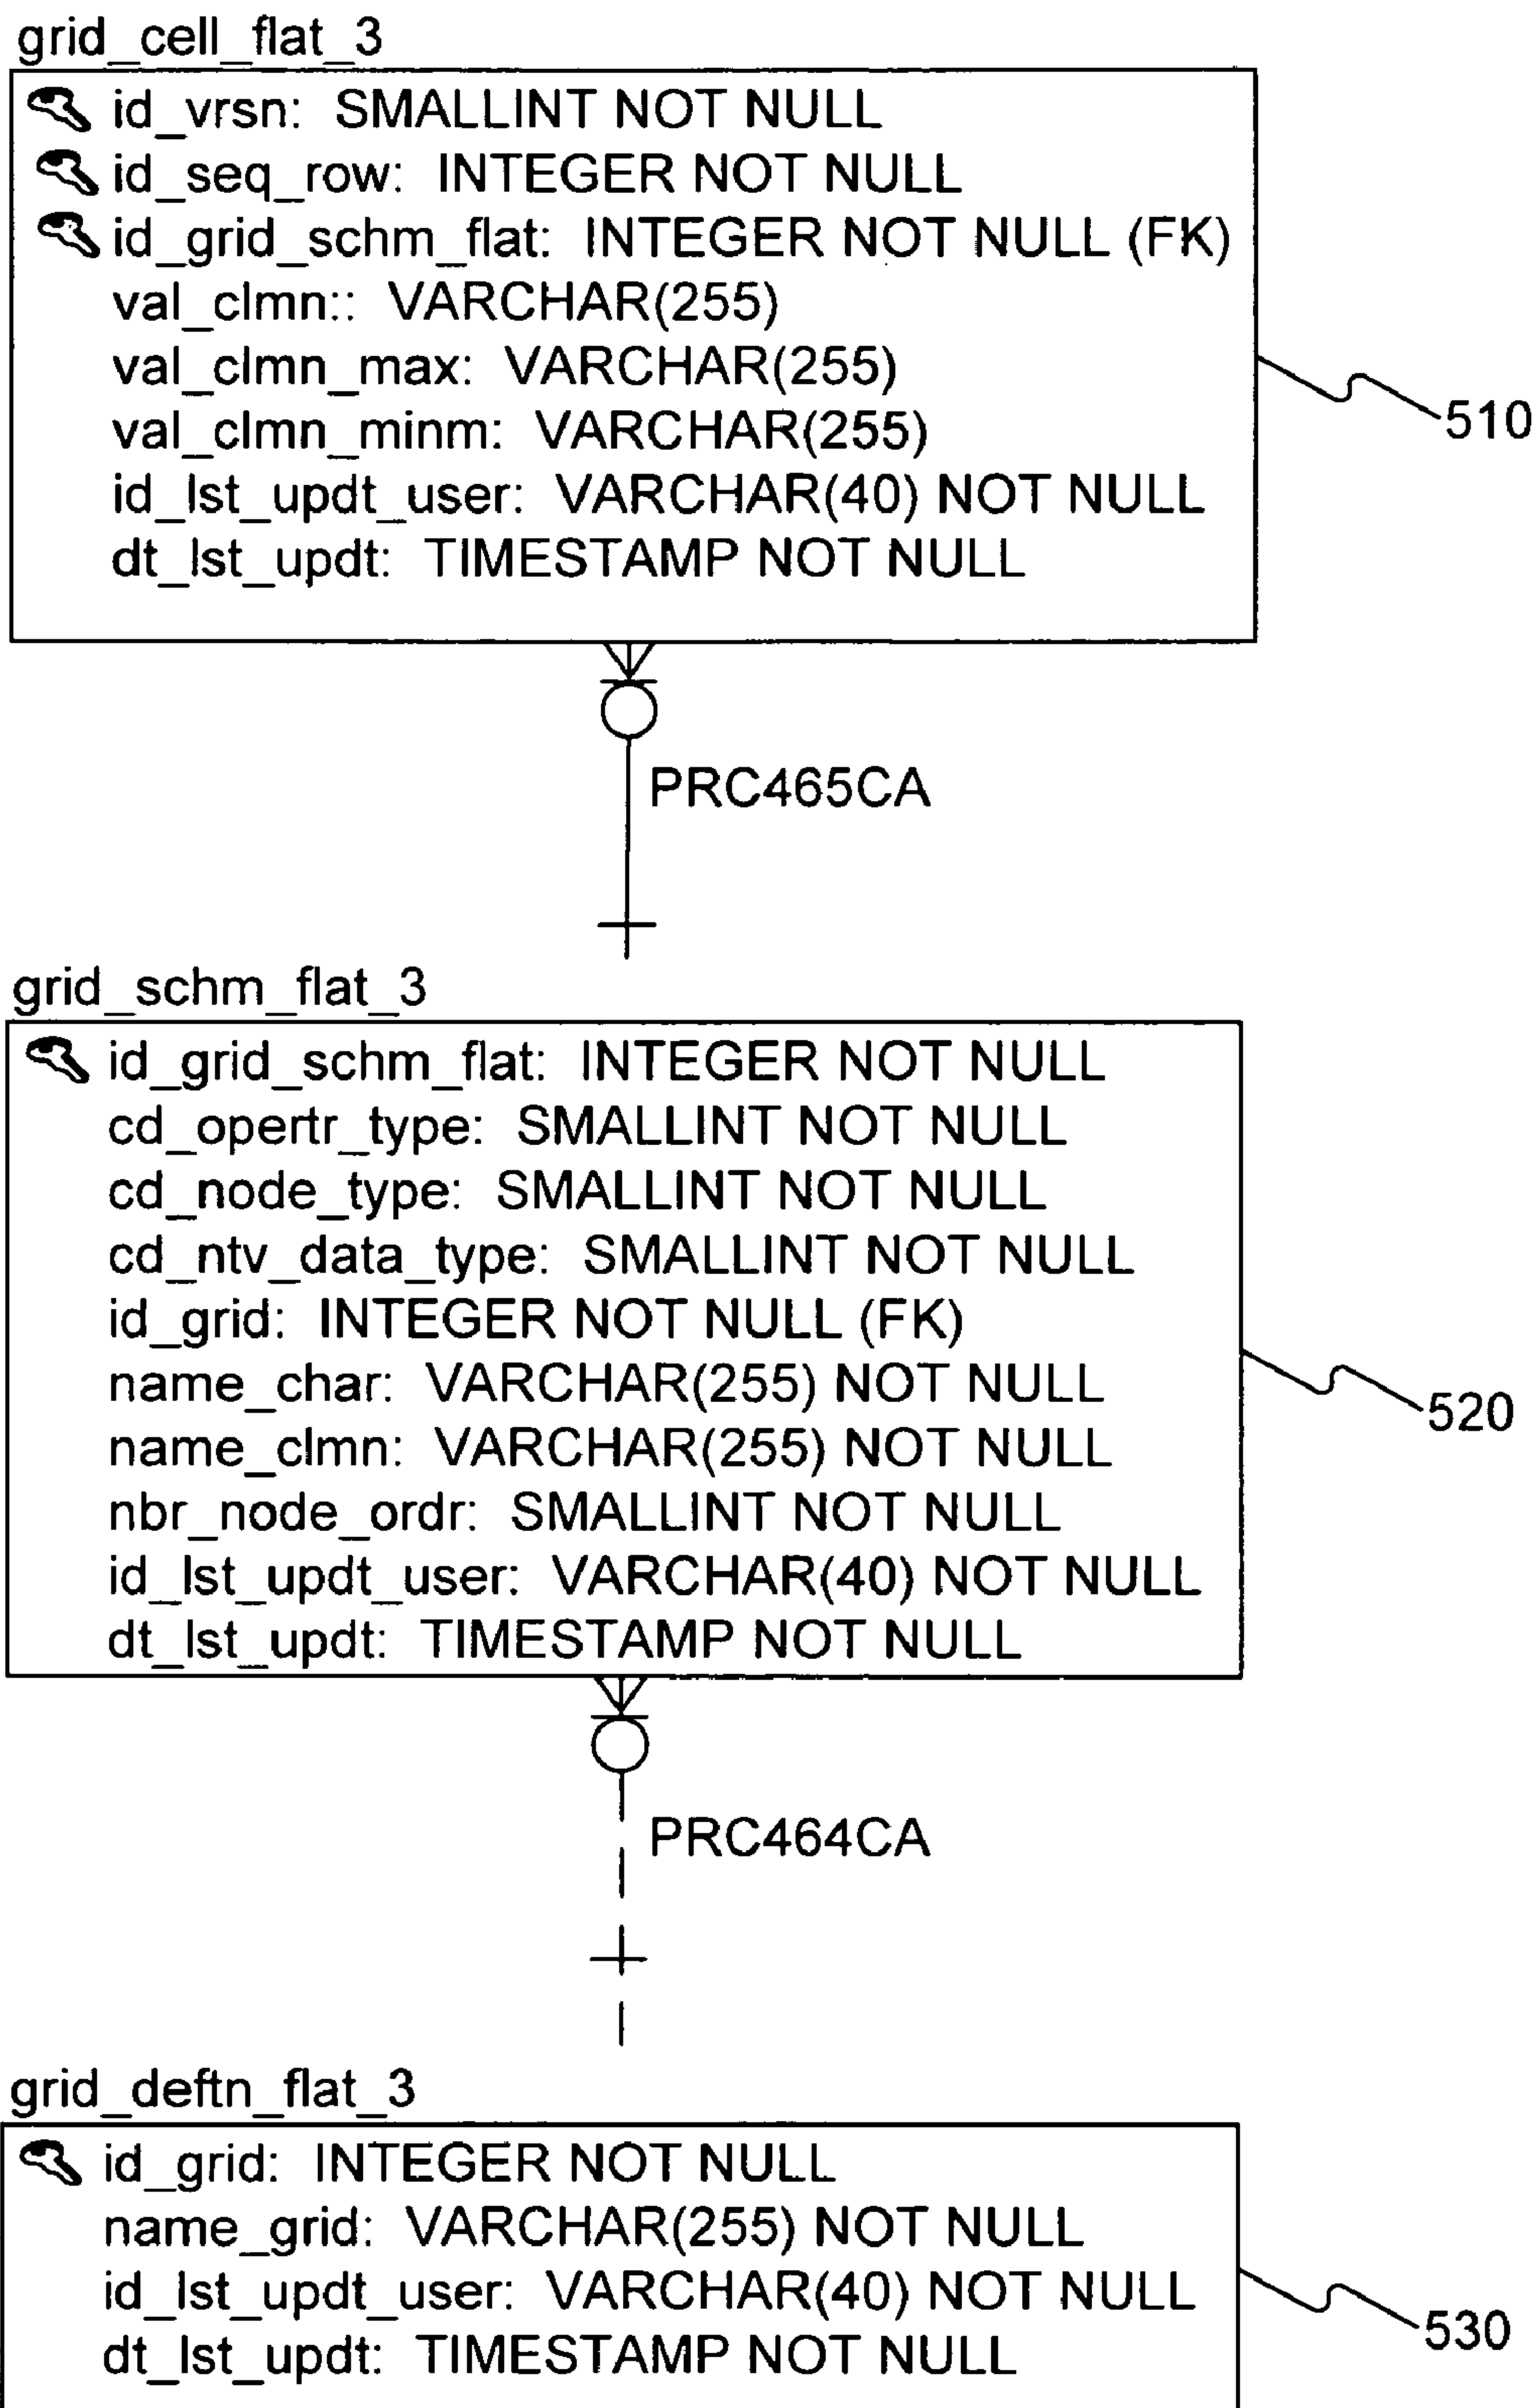 grid_cell_flat_3
id_vrsn: SMALLINT NOT NULL
id_seq_row: INTEGER NOT NULL
id_grid_schm_flat: INTEGER NOT NULL (FK)
val_clmn:: VARCHAR(255)
val_clmn_max: VARCHAR(255)
val_clmn_minm: VARCHAR(255)
id_lst_updt_user: VARCHAR(40) NOT NULL
dt_lst_updt: TIMESTAMP NOT NULL
510
PRC465CA
grid_schm_flat_3
id_grid_schm_flat: INTEGER NOT NULL
cd_opertr_type: SMALLINT NOT NULL
cd_node_type: SMALLINT NOT NULL
cd_ntv_data_type: SMALLINT NOT NULL
id_grid: INTEGER NOT NULL (FK)
name_char: VARCHAR(255) NOT NULL
name_clmn: VARCHAR(255) NOT NULL
nbr_node_ordr: SMALLINT NOT NULL
id_lst_updt_user: VARCHAR(40) NOT NULL
dt_lst_updt: TIMESTAMP NOT NULL
520
PRC464CA
grid_deftn_flat_3
id_grid: INTEGER NOT NULL
name_grid: VARCHAR(255) NOT NULL
id_lst_updt_user: VARCHAR(40) NOT NULL
dt_lst_updt: TIMESTAMP NOT NULL
530